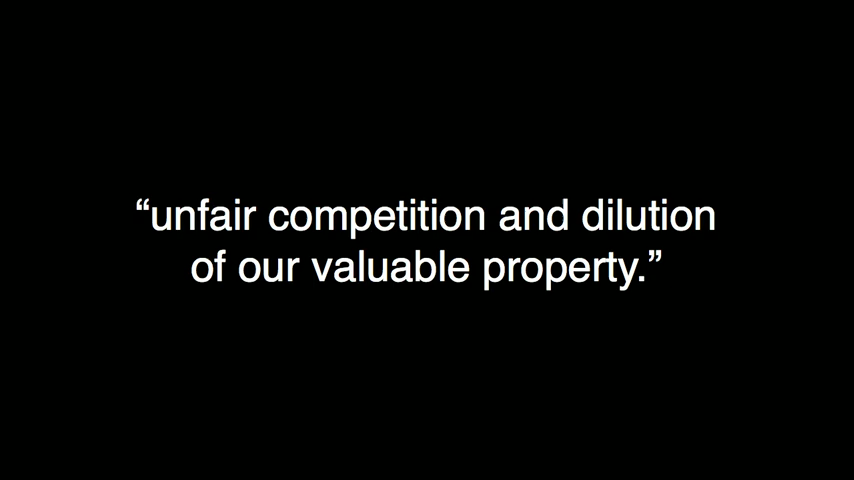 “unfair competition and dilution
of our valuable property.”